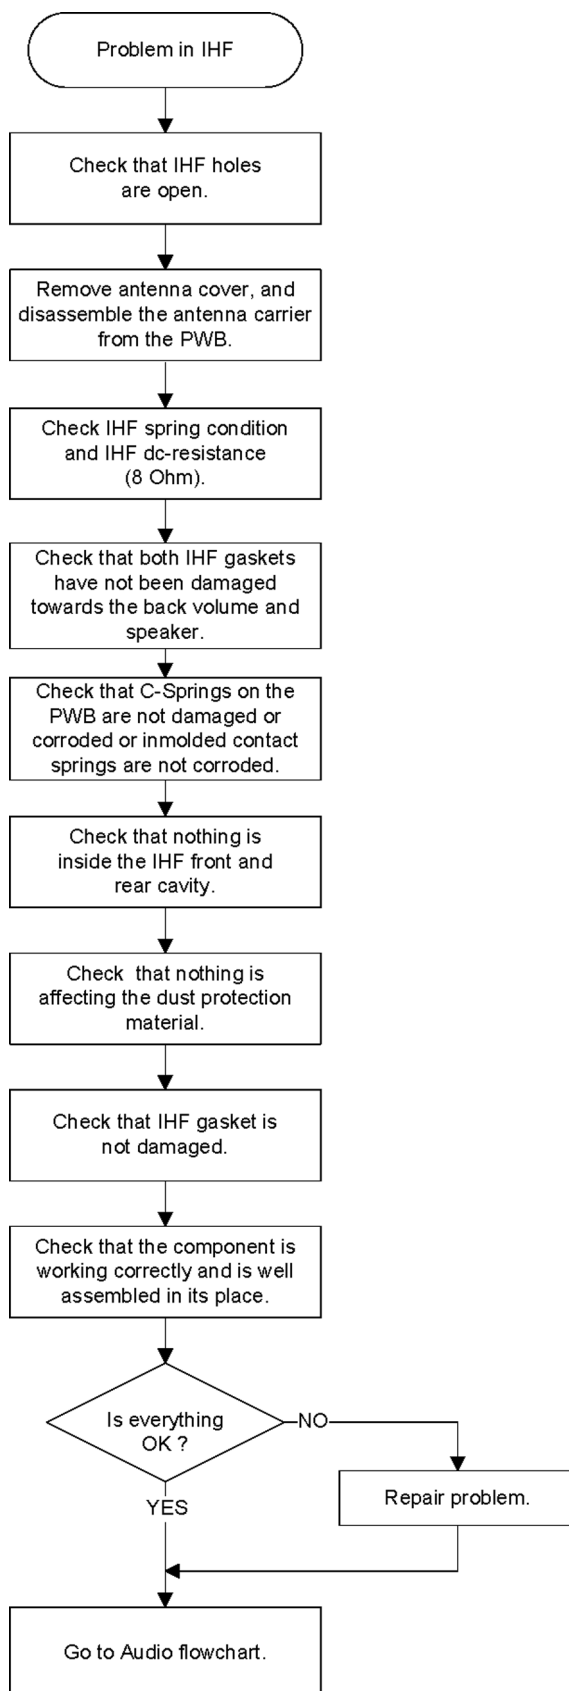 Problem in IHF
Check that IHF holes
are open.
Remove antenna cover, and
disassemble the antenna carrier
from the PWB.
Check IHF spring condition
and IHF dc-resistance
(8 Ohm).
Check that both IHF gaskets
have not been damaged
towards the back volume and
speaker.
Check that C-Springs on the
PWB are not damaged or
corroded or inmolded contact
springs are not corroded.
Check that nothing is
inside the IHF front and
rear cavity.
Check that nothing is
affecting the dust protection
material.
Check that IHF gasket is
not damaged.
Check that the component is
working correctly and is well
assembled in its place.
Is everything
OK ?
NO
Repair problem.
YES
Go to Audio flowchart.